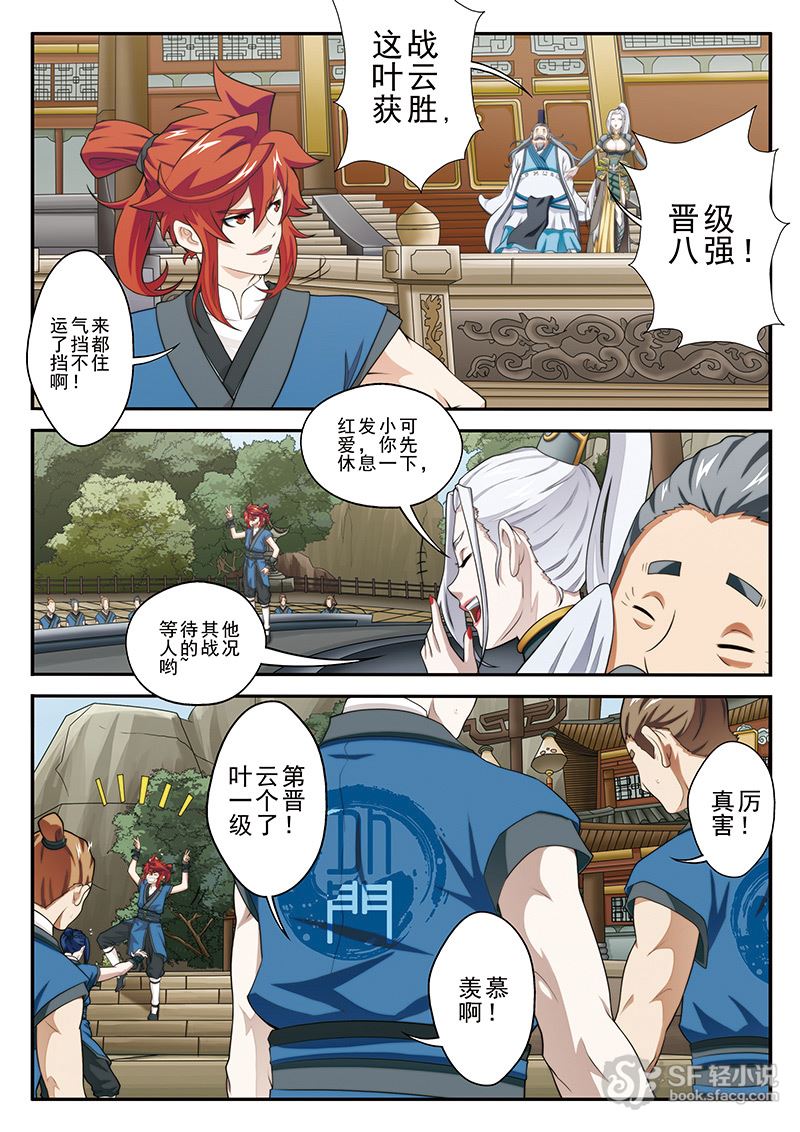 这战
叶云
获胜,
晋级
八强!
运气来
了挡都
挡不住
啊!
红发小可
爱，你先
休息一下,
等待其他
人的战况
哟~
叶云第
一个晋
级了!
真厉
害!
羡慕
啊!
門
SF 轻小说
book.sfacg.com